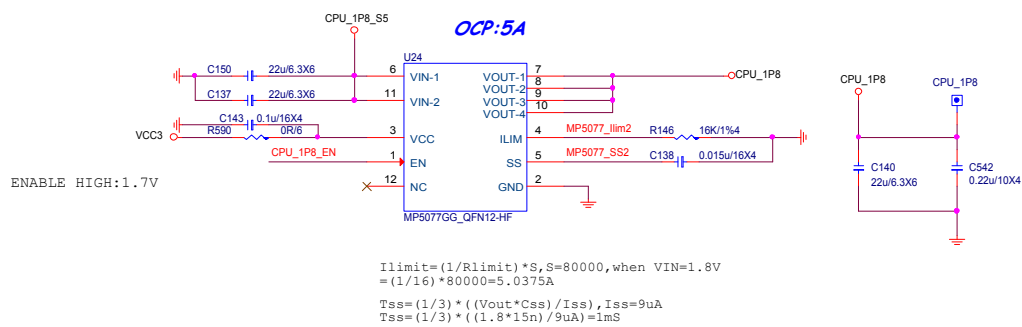 CPU_1P8_S5
OCP:5A
U24
C150 22u/6.3X6
6 VIN-1
VOUT-1 7
VOUT-2 8
CPU_1P8
C137 22u/6.3X6
11 VIN-2
VOUT-3 9
VOUT-4 10
C143 0.1u/16X4
VCC3 R590 0R/6
3 VCC
ILIM 4 MP5077_Ilim2 R146 16K/1%4
CPU_1P8_EN 1 EN
SS 5 MP5077_SS2 C138 0.015u/16X4
ENABLE HIGH:1.7V
12 NC
GND 2
MP5077GG_QFN12-HF
CPU_1P8
CPU_1P8
C140
22u/6.3X6
C542
0.22u/10X4
Ilimit=(1/Rlimit)*S,S=80000,when VIN=1.8V
=(1/16)*80000=5.0375A
Tss=(1/3)*((Vout*Css)/Iss),Iss=9uA
Tss=(1/3)*((1.8*15n)/9uA)=1mS